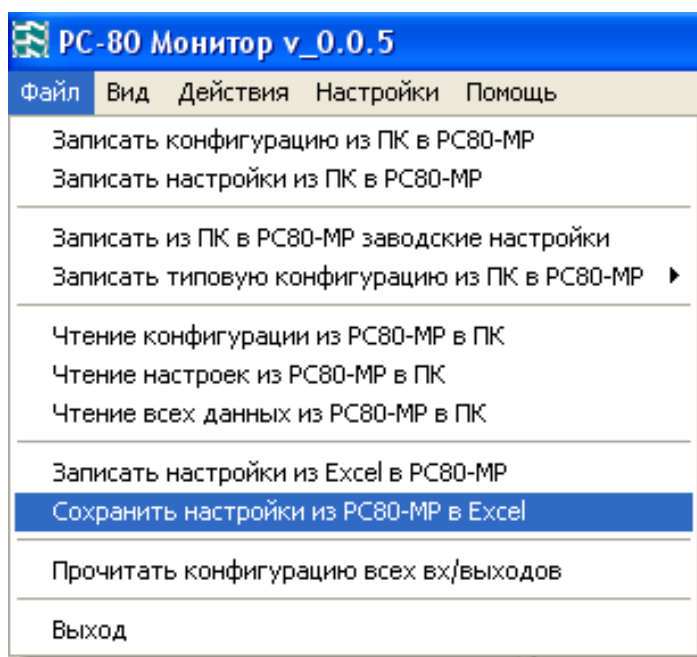 РС-80 Монитор v_0.0.5
Файл Вид Действия Настройки Помощь
Записать конфигурацию из ПК в РС80-МР
Записать настройки из ПК в РС80-МР
Записать из ПК в РС80-МР заводские настройки
Записать типовую конфигурацию из ПК в РС80-МР
Чтение конфигурации из РС80-МР в ПК
Чтение настроек из РС80-МР в ПК
Чтение всех данных из РС80-МР в ПК
Записать настройки из Excel в РС80-МР
Сохранить настройки из РС80-МР в Excel
Прочитать конфигурацию всех вх/выходов
Выход